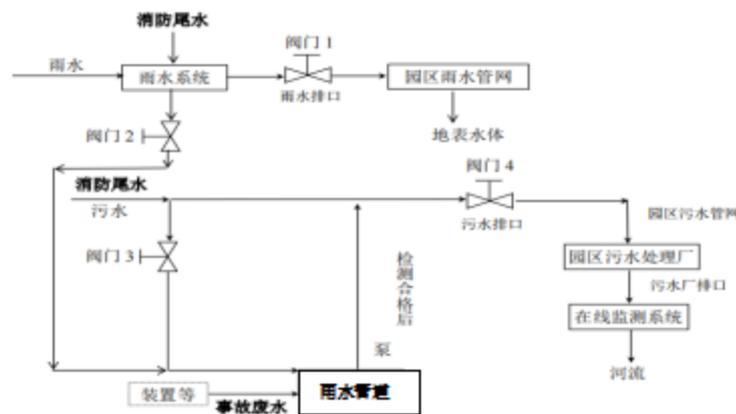 消防尾水
阀门 1
雨水
雨水系统
园区雨水管网
雨水排口
阀门 2
地表水体
阀门 4
消防尾水
污水
园区污水管网
污水排口
阀门 3
园区污水处理厂
检测合格后
污水厂排口
在线监测系统
泵
河流
装置等
雨水管道
事故废水